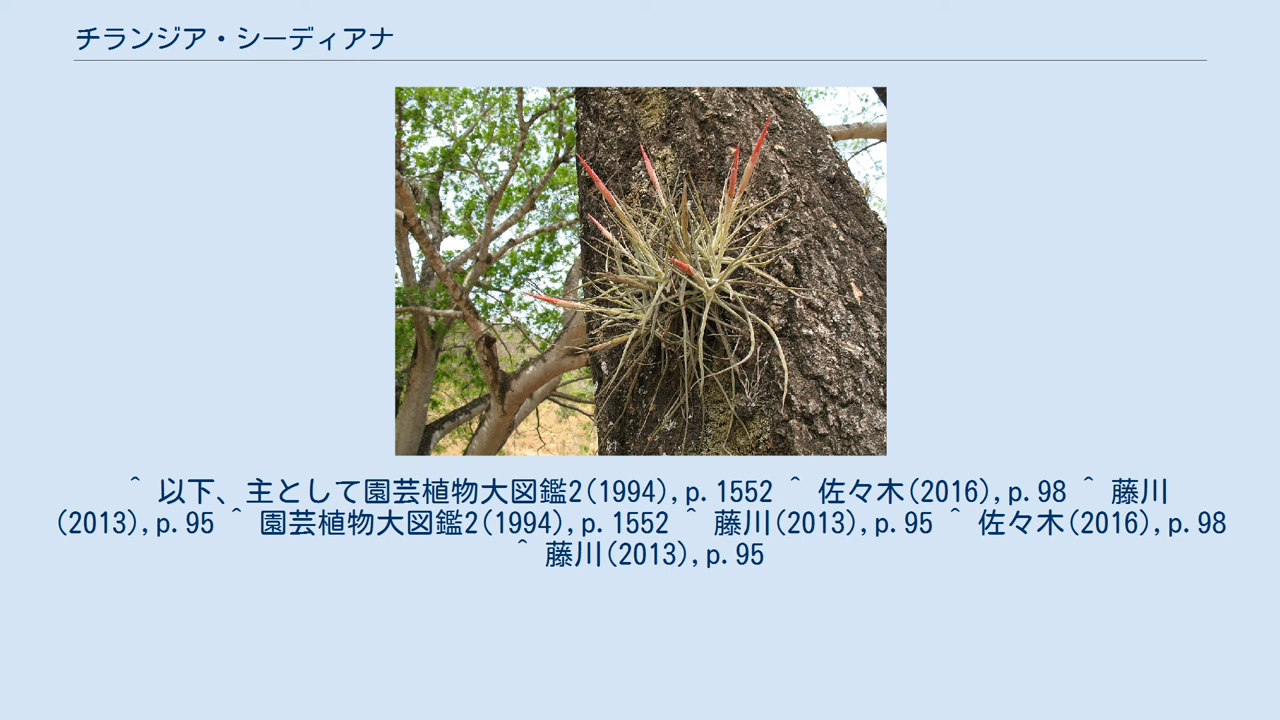 チランジア・シーディアナ
^ 以下、主として園芸植物大図鑑2(1994),p.1552 ^ 佐々木(2016),p.98 ^ 藤川
(2013),p.95 ^ 園芸植物大図鑑2(1994),p.1552 ^ 藤川(2013),p.95 ^ 佐々木(2016),p.98
^ 藤川(2013),p.95